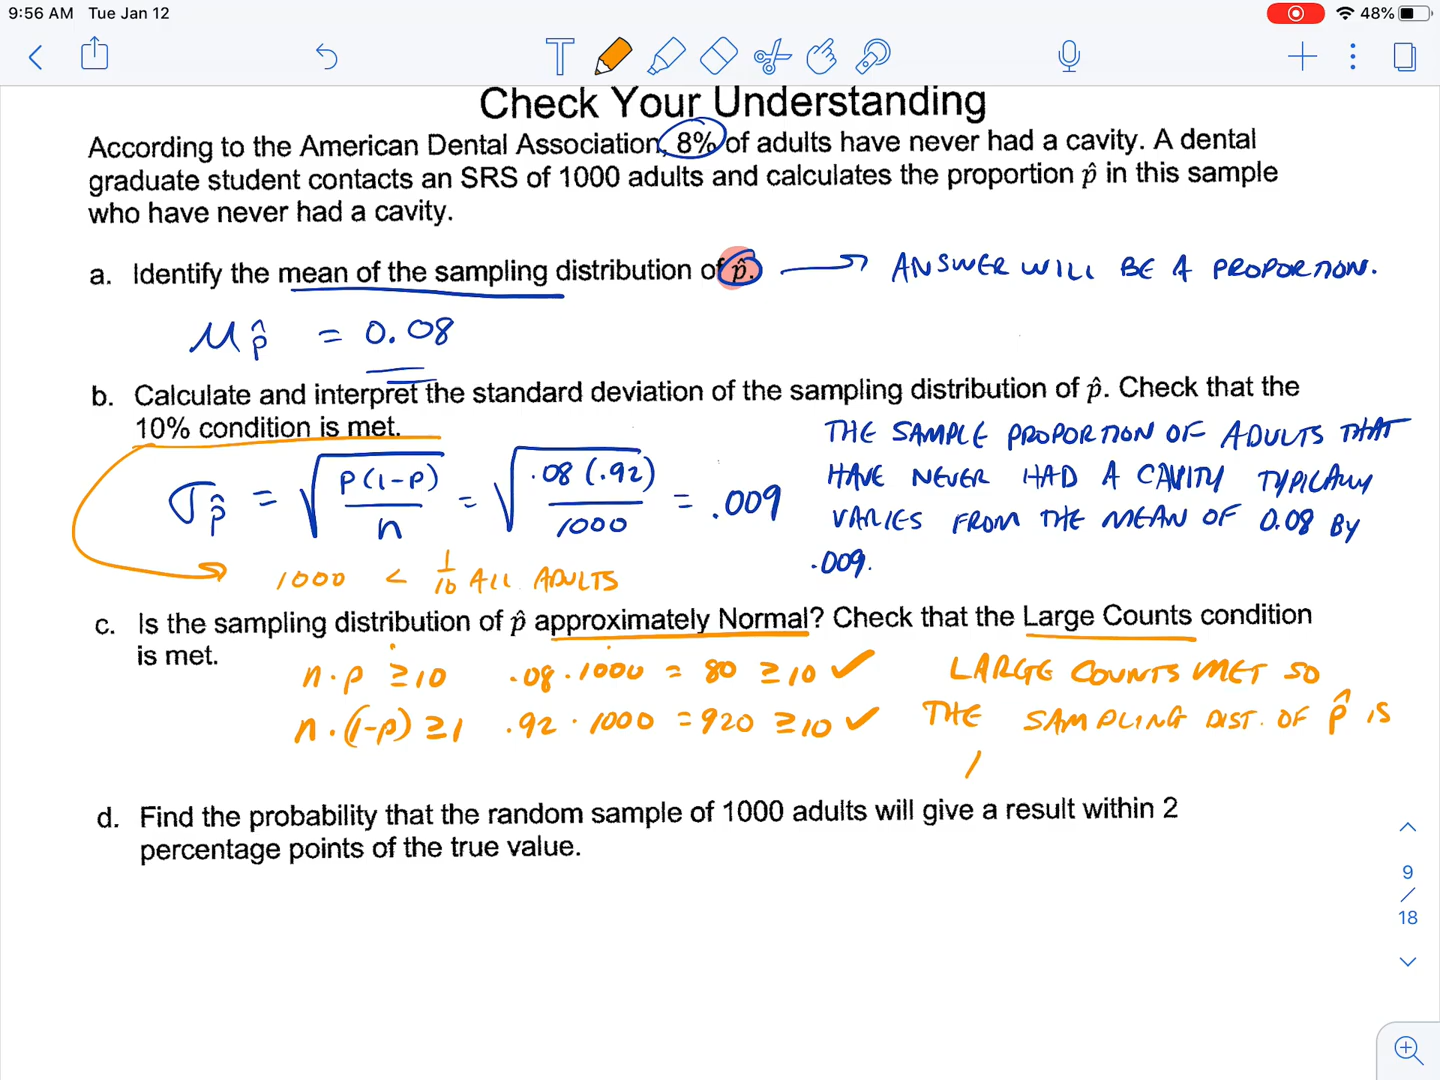 9:56 AM Tue Jan 12
48%
Check Your Understanding
According to the American Dental Association, 8% of adults have never had a cavity. A dental
graduate student contacts an SRS of 1000 adults and calculates the proportion p̂ in this sample
who have never had a cavity.
a. Identify the mean of the sampling distribution of p̂. → ANSWER WILL BE A PROPORTION.
μp̂ = 0.08
b. Calculate and interpret the standard deviation of the sampling distribution of p̂. Check that the
10% condition is met.
σp̂ = √(P(1-P)/n) = √(.08(.92)/1000) = .009
THE SAMPLE PROPORTION OF ADULTS THAT
HAVE NEVER HAD A CAVITY TYPICALLY
VARIES FROM THE MEAN OF 0.08 BY
.009.
1000 < 1/10 ALL ADULTS
c. Is the sampling distribution of p̂ approximately Normal? Check that the Large Counts condition
is met.
n·p ≥10 .08·1000 = 80 ≥10 ✓
n·(1-p) ≥1 .92·1000 = 920 ≥10 ✓
LARGE COUNTS MET SO
THE SAMPLING DIST. OF p̂ IS
d. Find the probability that the random sample of 1000 adults will give a result within 2
percentage points of the true value.
9
/
18